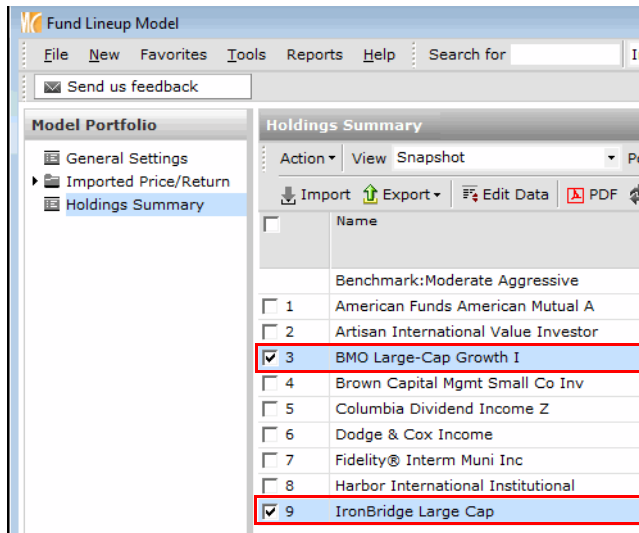 Fund Lineup Model
File New Favorites Tools Reports Help Search for
Send us feedback
Model Portfolio
General Settings
Imported Price/Return
Holdings Summary
Holdings Summary
Action View Snapshot
Import Export Edit Data PDF
Name
Benchmark:Moderate Aggressive
1 American Funds American Mutual A
2 Artisan International Value Investor
3 BMO Large-Cap Growth I
4 Brown Capital Mgmt Small Co Inv
5 Columbia Dividend Income Z
6 Dodge & Cox Income
7 Fidelity® Interm Muni Inc
8 Harbor International Institutional
9 IronBridge Large Cap